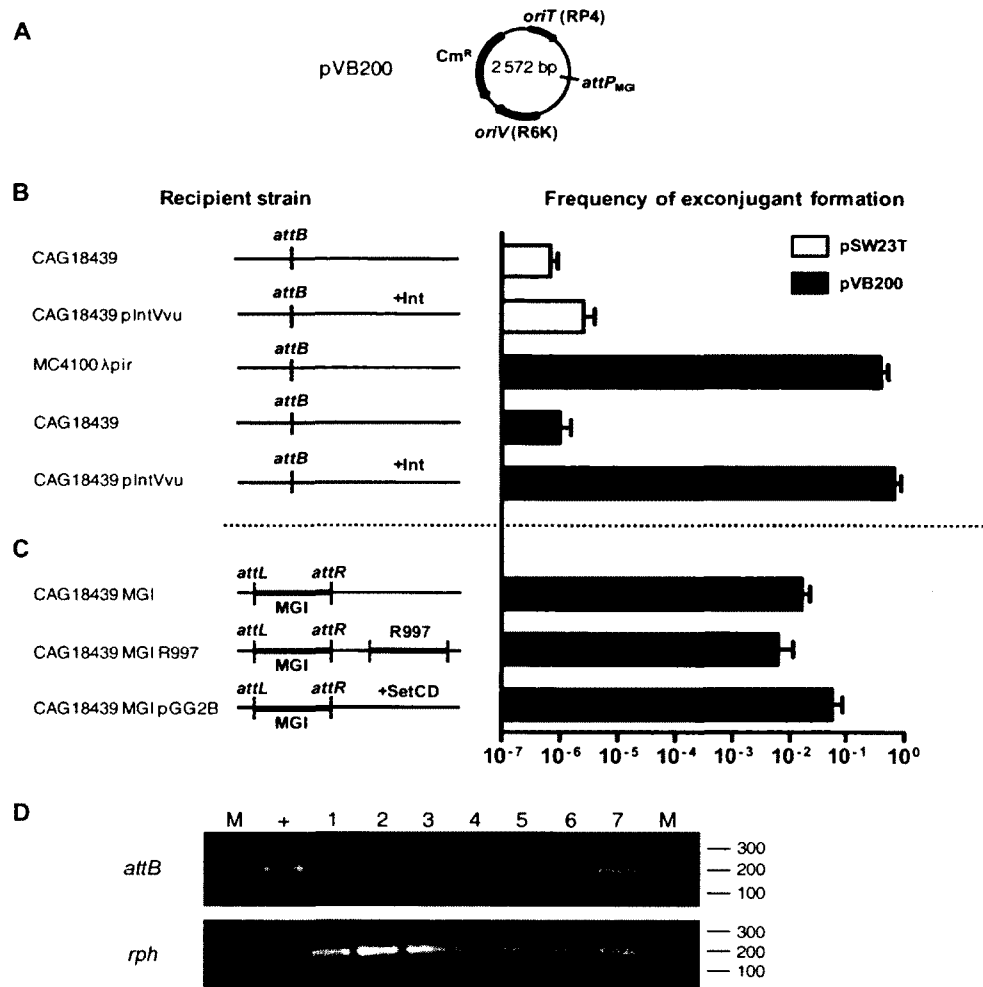 A
oriT (RP4)
pVB200
CmR
2 572 bp
attPMGI
oriV (R6K)
B
Recipient strain
Frequency of exconjugant formation
pSW23T
pVB200
CAG18439
attB
CAG18439 pIntVvu
attB
+Int
MC4100 λpir
attB
CAG18439
attB
CAG18439 pIntVvu
attB
+Int
C
CAG18439 MGI
attL
attR
MGI
CAG18439 MGI R997
attL
attR
R997
MGI
CAG18439 MGI pGG2B
attL
attR
+SetCD
MGI
10-7 10-6 10-5 10-4 10-3 10-2 10-1 100
D
M + 1 2 3 4 5 6 7 M
attB
300
200
100
rph
300
200
100